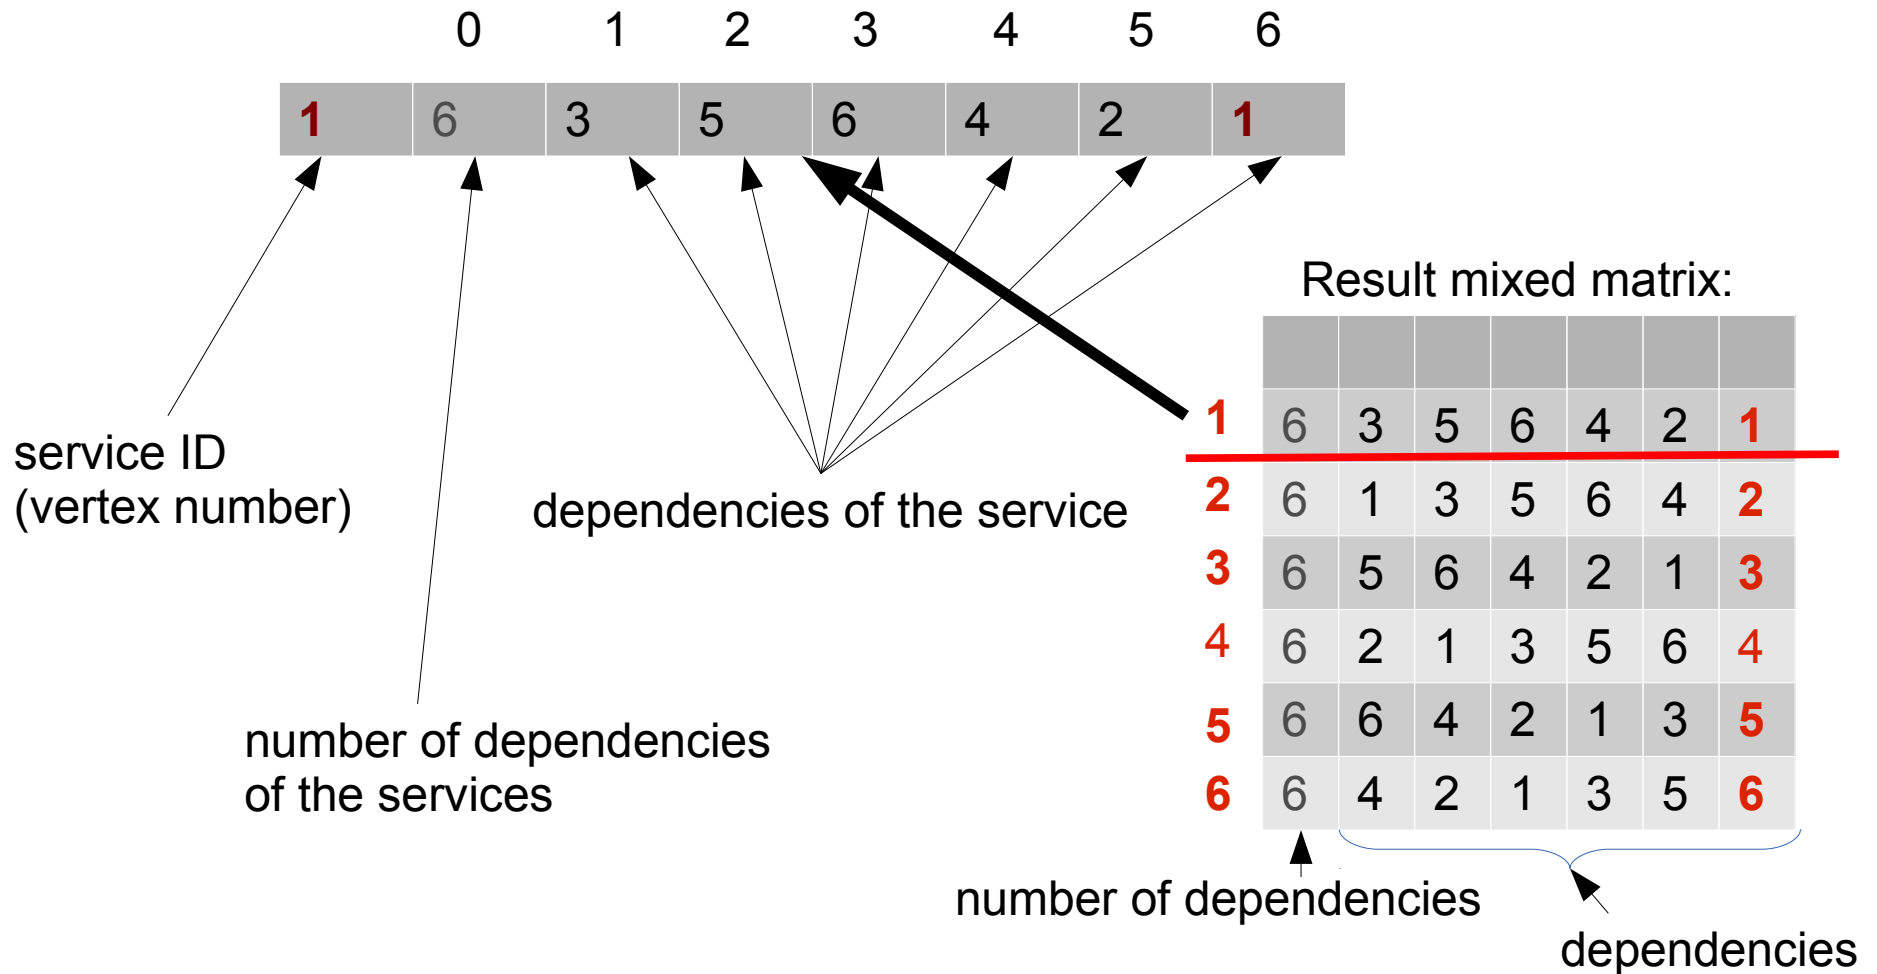 0 1 2 3 4 5 6
1 6 3 5 6 4 2 1
service ID
(vertex number)
dependencies of the service
number of dependencies
of the services
Result mixed matrix:
1 6 3 5 6 4 2 1
2 6 1 3 5 6 4 2
3 6 5 6 4 2 1 3
4 6 2 1 3 5 6 4
5 6 6 4 2 1 3 5
6 6 4 2 1 3 5 6
number of dependencies
dependencies